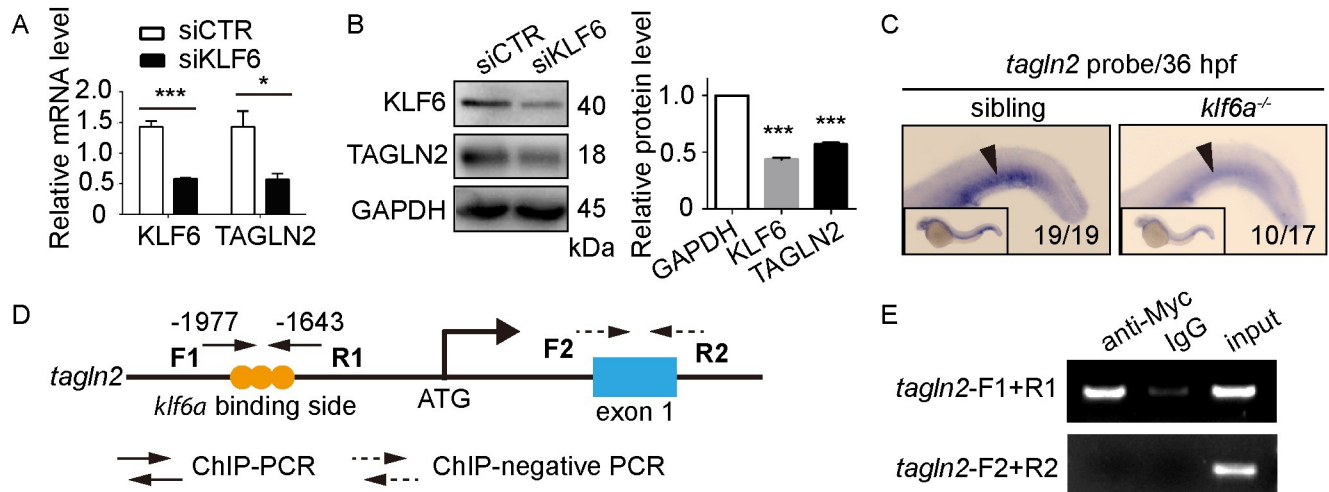 A
siCTR
siKLF6
Relative mRNA level
2.0
1.5
1.0
0.5
0
***
*
KLF6
TAGLN2
B
siCTR
siKLF6
KLF6
40
TAGLN2
18
GAPDH
45
kDa
Relative protein level
1.0
0.5
0
***
***
GAPDH
KLF6
TAGLN2
C
tagln2 probe/36 hpf
sibling
klf6a-/-
19/19
10/17
D
-1977
-1643
F1
R1
F2
R2
tagln2
klf6a binding side
ATG
exon 1
ChIP-PCR
ChIP-negative PCR
E
anti-Myc
IgG
input
tagln2-F1+R1
tagln2-F2+R2